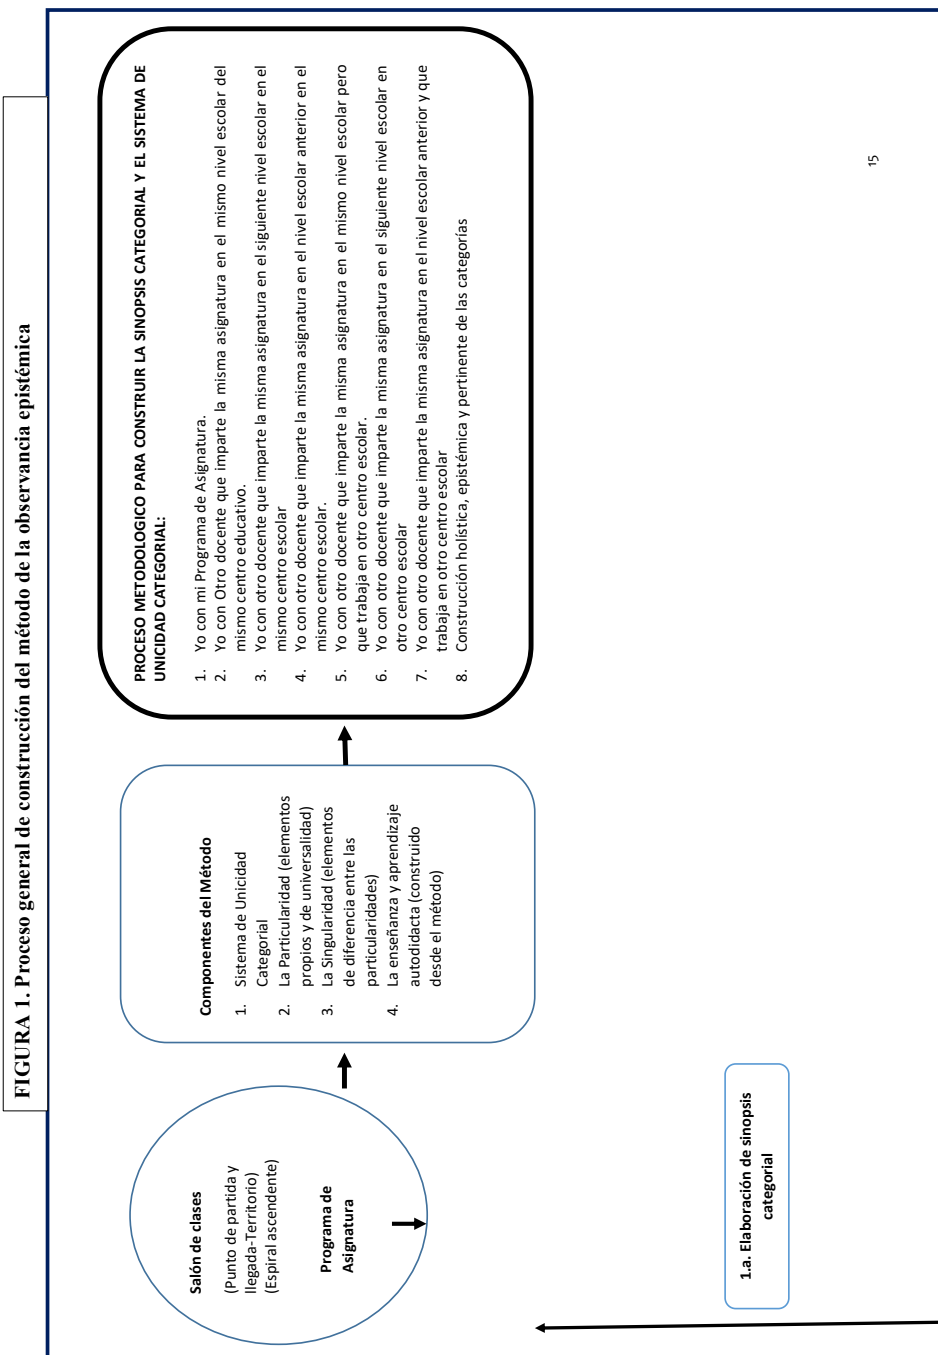 FIGURA 1. Proceso general de construcción del método de la observancia epistémica
Salón de clases
(Punto de partida y
llegada-Territorio)
(Espiral ascendente)
Programa de
Asignatura
Componentes del Método
1. Sistema de Unicidad
Categorial
2. La Particularidad (elementos
propios y de universalidad)
3. La Singularidad (elementos
de diferencia entre las
particularidades)
4. La enseñanza y aprendizaje
autodidacta (construido
desde el método)
PROCESO METODOLOGICO PARA CONSTRUIR LA SINOPSIS CATEGORIAL Y EL SISTEMA DE
UNICIDAD CATEGORIAL:
1. Yo con mi Programa de Asignatura.
2. Yo con Otro docente que imparte la misma asignatura en el mismo nivel escolar del
mismo centro educativo.
3. Yo con otro docente que imparte la misma asignatura en el siguiente nivel escolar en el
mismo centro escolar
4. Yo con otro docente que imparte la misma asignatura en el nivel escolar anterior en el
mismo centro escolar.
5. Yo con otro docente que imparte la misma asignatura en el mismo nivel escolar pero
que trabaja en otro centro escolar.
6. Yo con otro docente que imparte la misma asignatura en el siguiente nivel escolar en
otro centro escolar
7. Yo con otro docente que imparte la misma asignatura en el nivel escolar anterior y que
trabaja en otro centro escolar
8. Construcción holística, epistémica y pertinente de las categorías
1.a. Elaboración de sinopsis
categorial
15